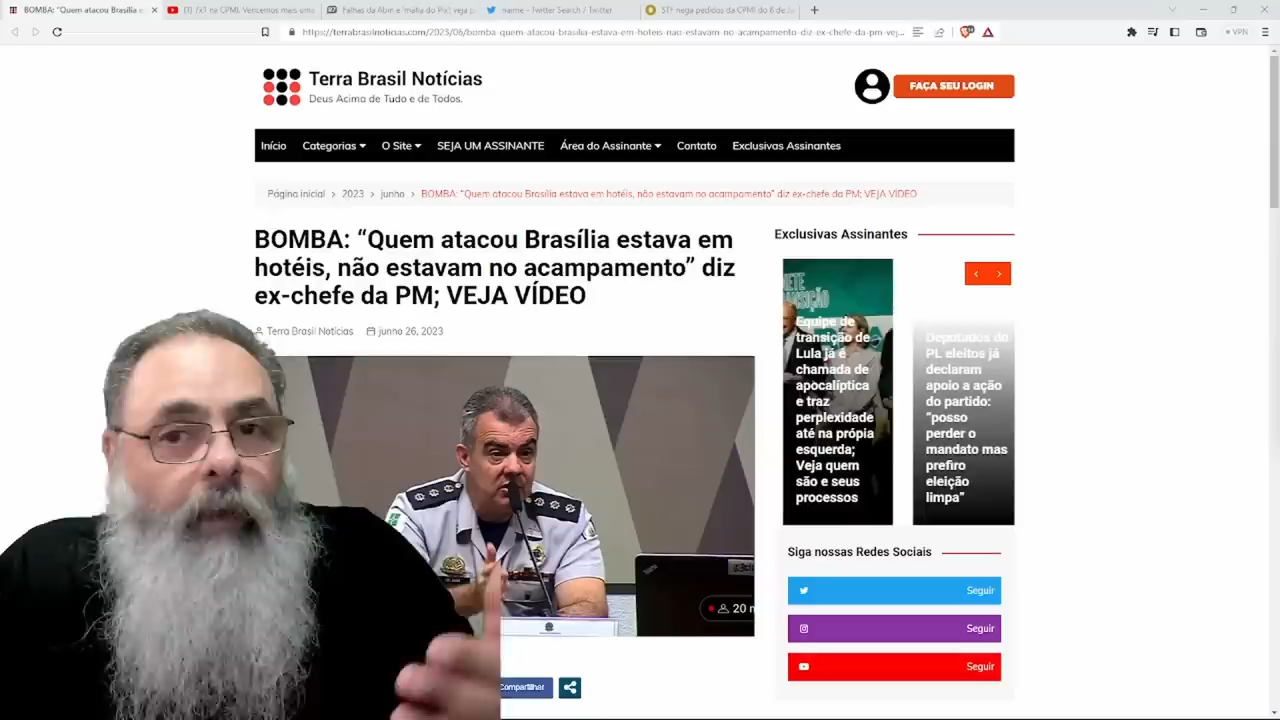 BOMBA: “Quem atacou Brasília e
[1] 7x1 na CPMI. Vencemos mais uma
Falhas da Abin e 'máfia do Pix': veja p
name - Twitter Search / Twitter
STF nega pedidos da CPMI do 8 de Ja
https://terrabrasilnoticias.com/2023/06/bomba-quem-atacou-brasilia-estava-em-hoteis-nao-estavam-no-acampamento-diz-ex-chefe-da-pm-vej...
VPN
Terra Brasil Notícias
Deus Acima de Tudo e de Todos.
FAÇA SEU LOGIN
Início Categorias O Site SEJA UM ASSINANTE Área do Assinante Contato Exclusivas Assinantes
Página inicial > 2023 > junho > BOMBA: “Quem atacou Brasília estava em hotéis, não estavam no acampamento” diz ex-chefe da PM; VEJA VÍDEO
BOMBA: “Quem atacou Brasília estava em
hotéis, não estavam no acampamento” diz
ex-chefe da PM; VEJA VÍDEO
Terra Brasil Notícias junho 26, 2023
20 m
Compartilhar
Exclusivas Assinantes
Equipe de
transição de
Lula já é
chamada de
apocalíptica
e traz
perplexidade
até na própia
esquerda;
Veja quem
são e seus
processos
Deputados do
PL eleitos já
declaram
apoio a ação
do partido:
“posso
perder o
mandato mas
prefiro
eleição
limpa”
Siga nossas Redes Sociais
Seguir
Seguir
Seguir